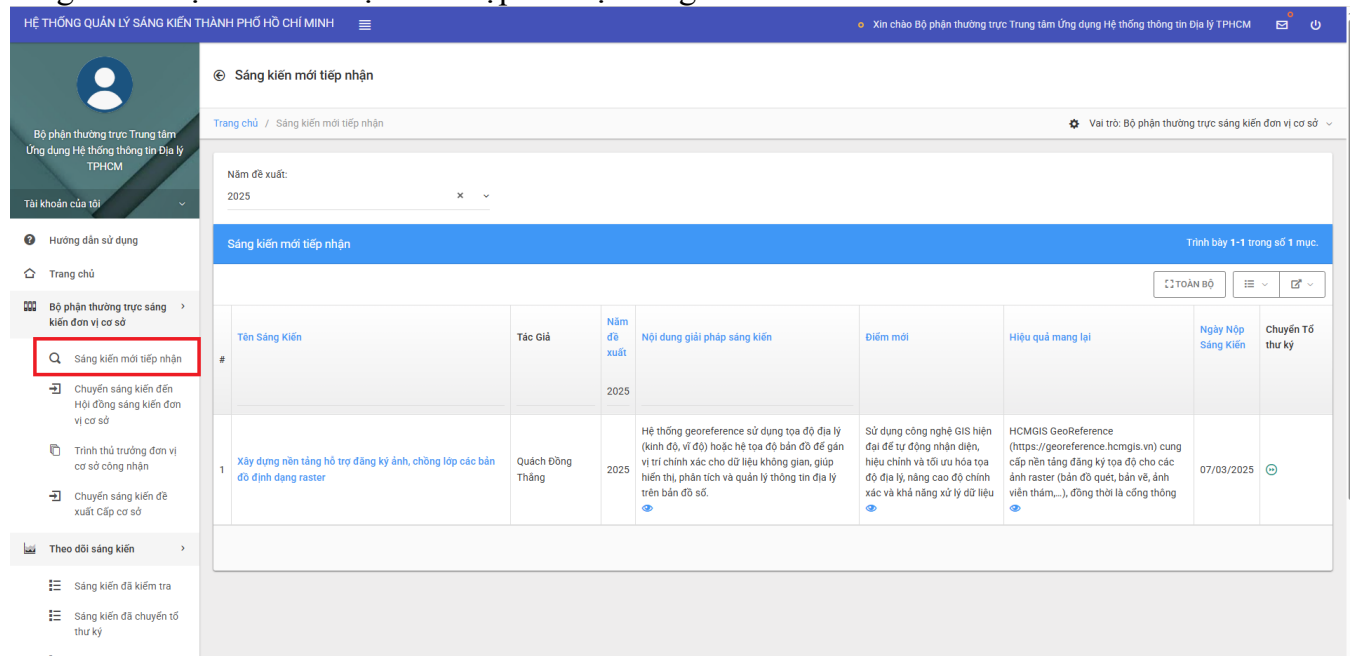 HỆ THỐNG QUẢN LÝ SÁNG KIẾN THÀNH PHỐ HỒ CHÍ MINH
Xin chào Bộ phận thường trực Trung tâm Ứng dụng Hệ thống thông tin Địa lý TPHCM
Bộ phận thường trực Trung tâm
Ứng dụng Hệ thống thông tin Địa lý
TPHCM
Tài khoản của tôi
Hướng dẫn sử dụng
Trang chủ
Bộ phận thường trực sáng
kiến đơn vị cơ sở
Sáng kiến mới tiếp nhận
Chuyển sáng kiến đến
Hội đồng sáng kiến đơn
vị cơ sở
Trình thủ trưởng đơn vị
cơ sở công nhận
Chuyển sáng kiến đề
xuất Cấp cơ sở
Theo dõi sáng kiến
Sáng kiến đã kiểm tra
Sáng kiến đã chuyển tổ
thư ký
Sáng kiến mới tiếp nhận
Trang chủ / Sáng kiến mới tiếp nhận
Vai trò: Bộ phận thường trực sáng kiến đơn vị cơ sở
Năm đề xuất:
2025
Sáng kiến mới tiếp nhận
Trình bày 1-1 trong số 1 mục.
TOÀN BỘ
#
Tên Sáng Kiến
Tác Giả
Năm
đề
xuất
2025
Nội dung giải pháp sáng kiến
Điểm mới
Hiệu quả mang lại
Ngày Nộp
Sáng Kiến
Chuyển Tổ
thư ký
1
Xây dựng nền tảng hỗ trợ đăng ký ảnh, chồng lớp các bản
đồ định dạng raster
Quách Đồng
Thắng
2025
Hệ thống georeference sử dụng tọa độ địa lý
(kinh độ, vĩ độ) hoặc hệ tọa độ bản đồ để gán
vị trí chính xác cho dữ liệu không gian, giúp
hiển thị, phân tích và quản lý thông tin địa lý
trên bản đồ số.
Sử dụng công nghệ GIS hiện
đại để tự động nhận diện,
hiệu chỉnh và tối ưu hóa tọa
độ địa lý, nâng cao độ chính
xác và khả năng xử lý dữ liệu
HCMGIS GeoReference
(https://georeference.hcmgis.vn) cung
cấp nền tảng đăng ký tọa độ cho các
ảnh raster (bản đồ quét, bản vẽ, ảnh
viễn thám,...), đồng thời là cổng thông
07/03/2025